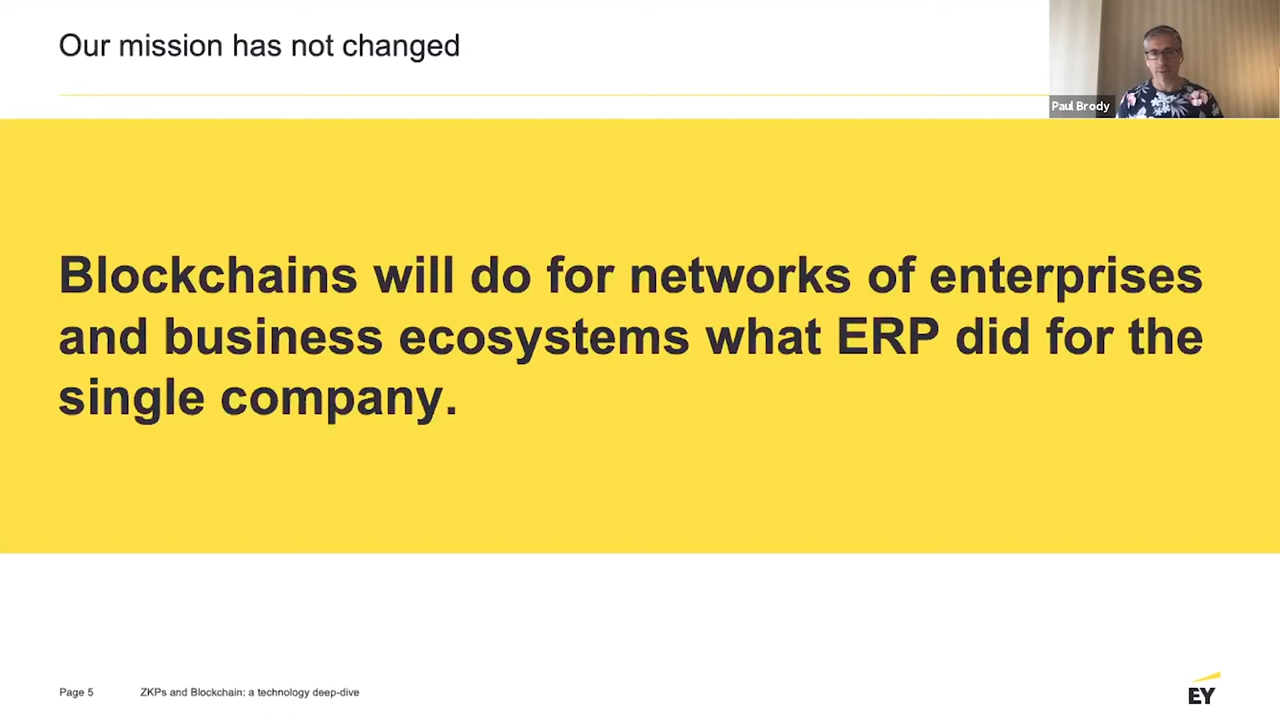 Our mission has not changed
Paul Brody
Blockchains will do for networks of enterprises
and business ecosystems what ERP did for the
single company.
Page 5
ZKPs and Blockchain: a technology deep-dive
EY